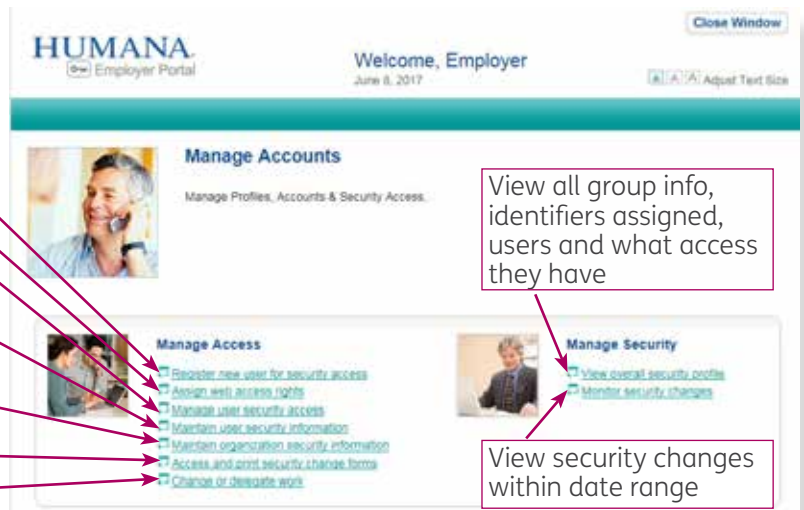 Close Window
HUMANA
Employer Portal
Welcome, Employer
June 8, 2017
A A A Adjust Text Size
Manage Accounts
Manage Profiles, Accounts & Security Access.
View all group info,
identifiers assigned,
users and what access
they have
Manage Access
Register new user for security access
Assign web access rights
Manage user security access
Maintain user security information
Maintain organization security information
Access and print security change forms
Change or delegate work
Manage Security
View overall security profile
Monitor security changes
View security changes
within date range